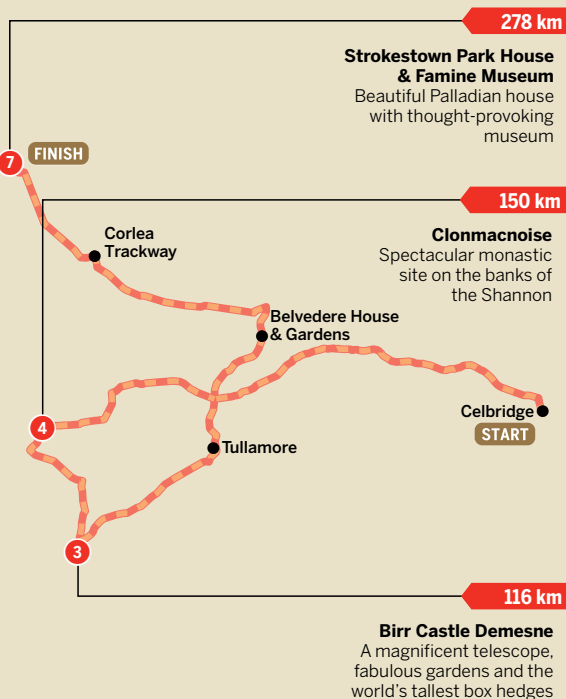 278 km
Strokestown Park House
& Famine Museum
Beautiful Palladian house
with thought-provoking
museum
7
FINISH
150 km
Corlea
Trackway
Clonmacnoise
Spectacular monastic
site on the banks of
the Shannon
Belvedere House
& Gardens
Celbridge
START
4
Tullamore
3
116 km
Birr Castle Demesne
A magnificent telescope,
fabulous gardens and the
world's tallest box hedges